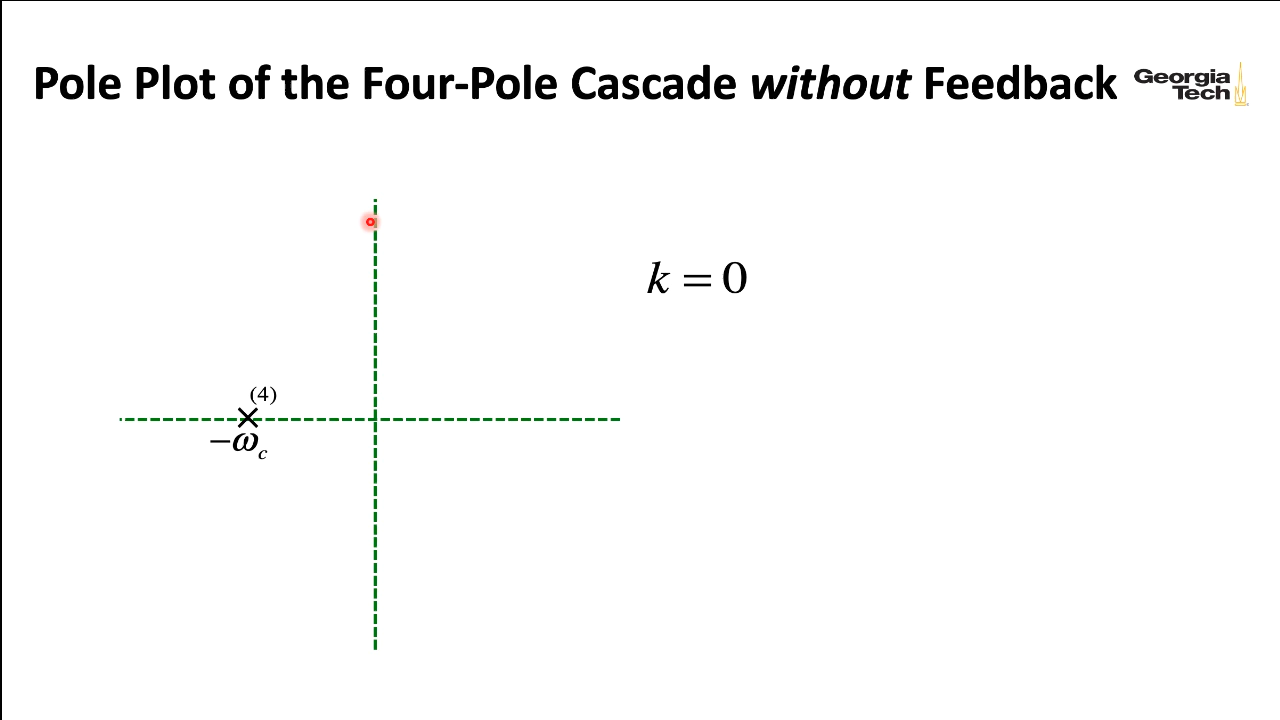 Pole Plot of the Four-Pole Cascade without Feedback
Georgia
Tech
k = 0
(4)
−ω_c